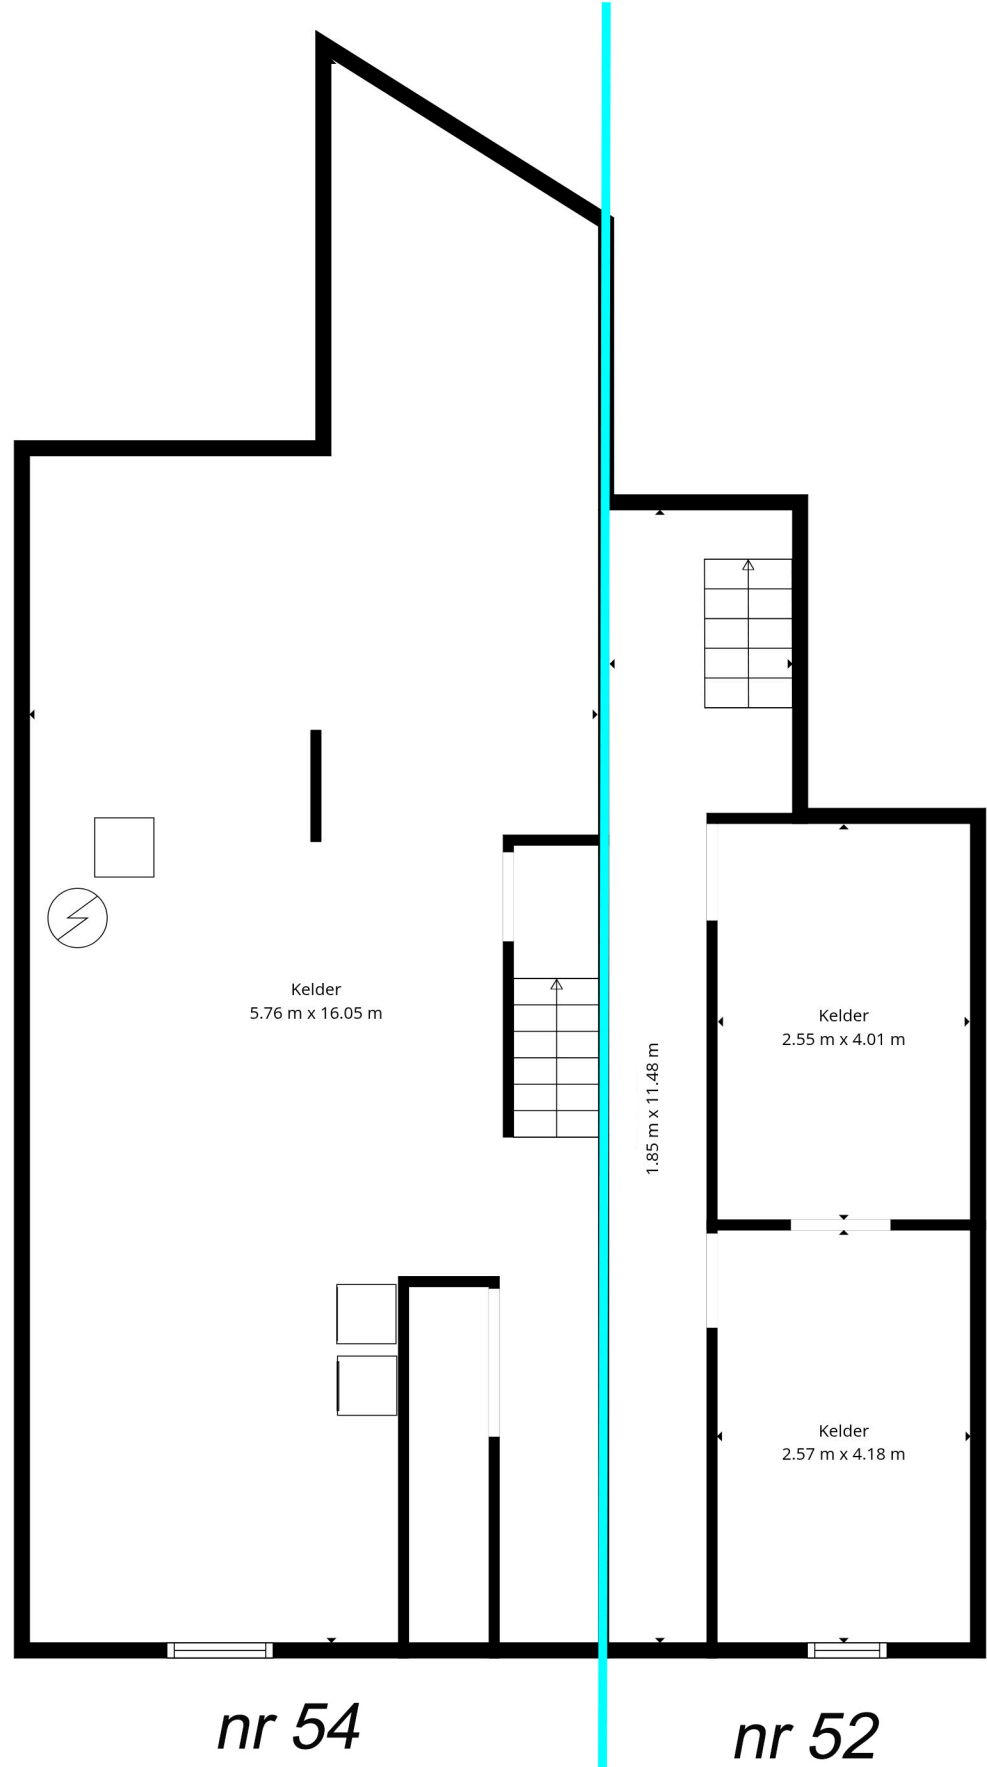 Kelder
5.76 m x 16.05 m
Kelder
2.55 m x 4.01 m
1.85 m x 11.48 m
Kelder
2.57 m x 4.18 m
nr 54
nr 52